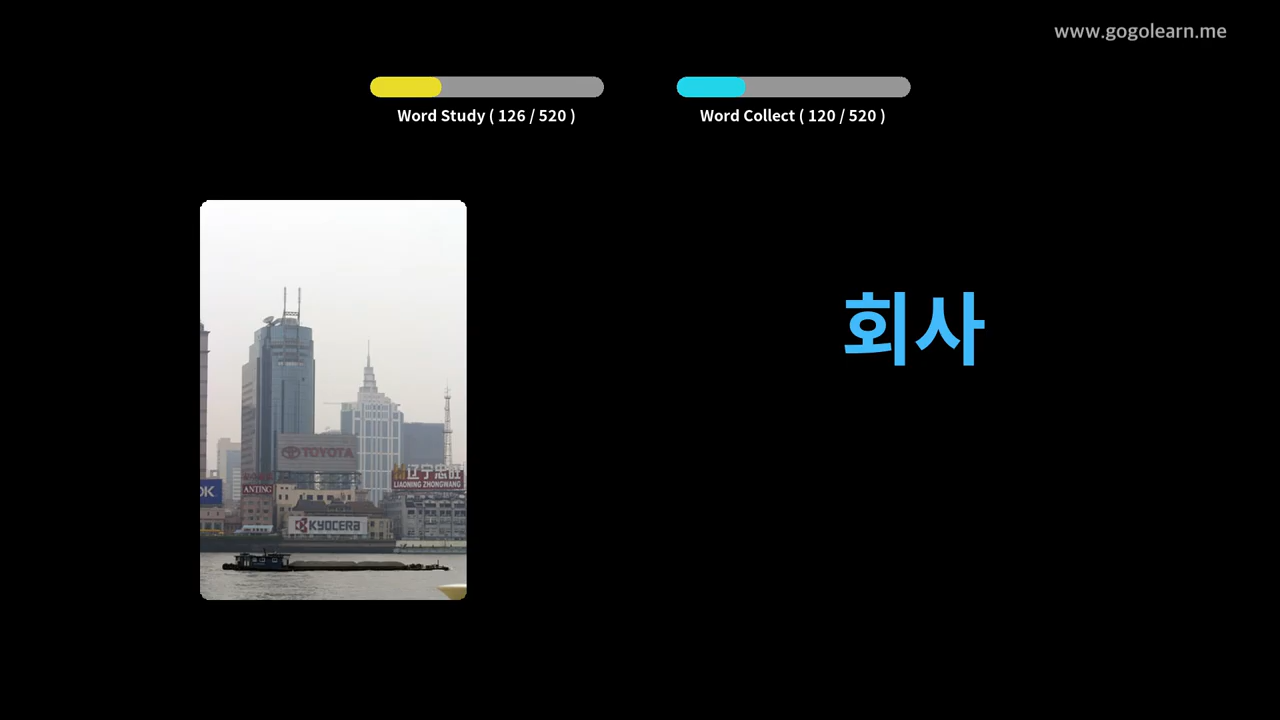 www.gogolearn.me
Word Study ( 126 / 520 )
Word Collect ( 120 / 520 )
회사
TOYOTA
辽宁忠旺
LIAONING ZHONGWANG
OK
ANTING
KYOCERA